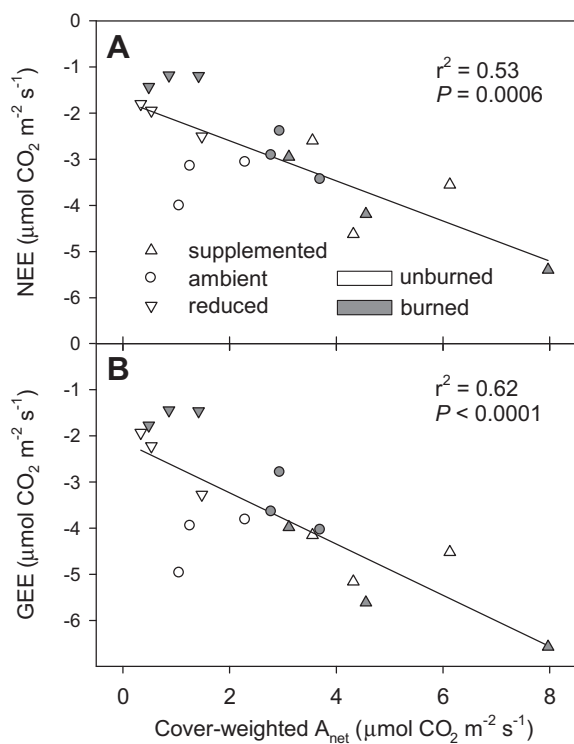 0
A
r² = 0.53
P = 0.0006
-1
-2
-3
-4
-5
-6
NEE (μmol CO₂ m⁻² s⁻¹)
supplemented
ambient
reduced
unburned
burned
0
B
r² = 0.62
P < 0.0001
-1
-2
-3
-4
-5
-6
GEE (μmol CO₂ m⁻² s⁻¹)
0 2 4 6 8
Cover-weighted Aₙₑₜ (μmol CO₂ m⁻² s⁻¹)